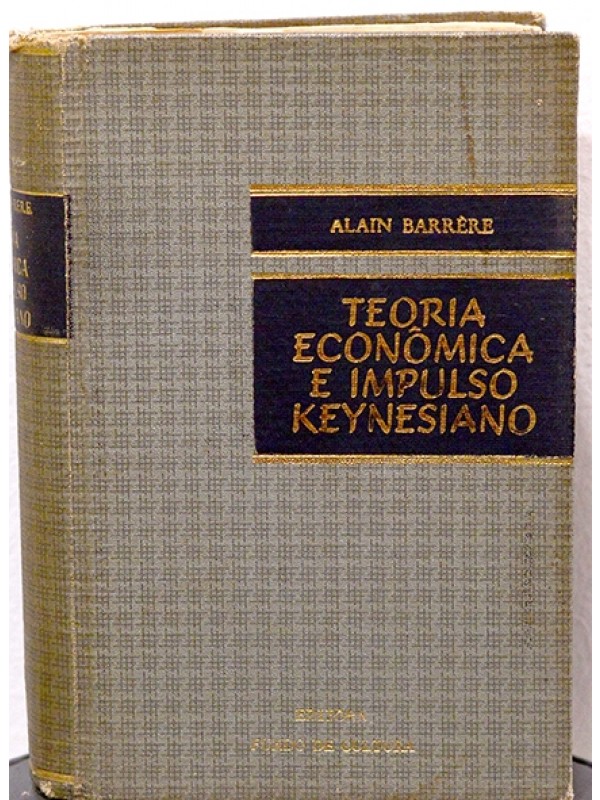 ALAIN BARRÈRE
TEORIA
ECONÔMICA
E IMPULSO
KEYNESIANO
EDITORA
FUNDO DE CULTURA